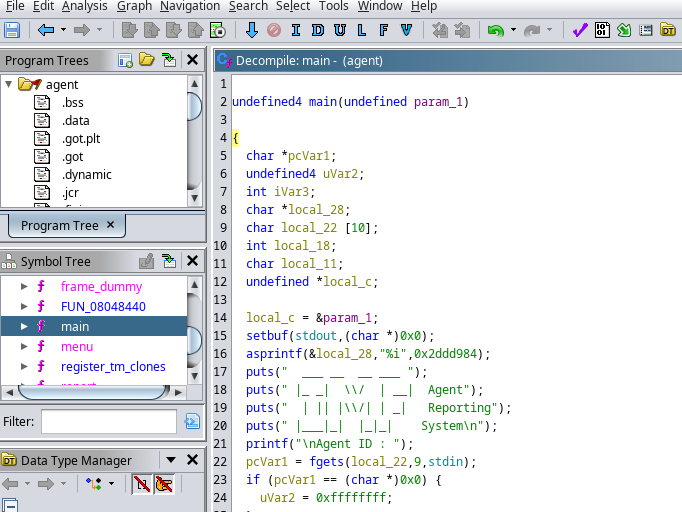 File Edit Analysis Graph Navigation Search Select Tools Window Help
I D U L F V
DT
Program Trees
agent
.bss
.data
.got.plt
.got
.dynamic
.jcr
Program Tree ×
Symbol Tree
f frame_dummy
f FUN_08048440
f main
f menu
f register_tm_clones
Filter:
DT Data Type Manager
Decompile: main - (agent)
1
2 undefined4 main(undefined param_1)
3
4 {
5 char *pcVar1;
6 undefined4 uVar2;
7 int iVar3;
8 char *local_28;
9 char local_22 [10];
10 int local_18;
11 char local_11;
12 undefined *local_c;
13
14 local_c = &param_1;
15 setbuf(stdout,(char *)0x0);
16 asprintf(&local_28,"%i",0x2ddd984);
17 puts("  ___ __  __ ___ ");
18 puts(" |_ _|  \\/  | __|   Agent");
19 puts("  | || |\\/| | _|   Reporting");
20 puts(" |___|_|  |_|_|    System\n");
21 printf("\nAgent ID : ");
22 pcVar1 = fgets(local_22,9,stdin);
23 if (pcVar1 == (char *)0x0) {
24 uVar2 = 0xffffffff;